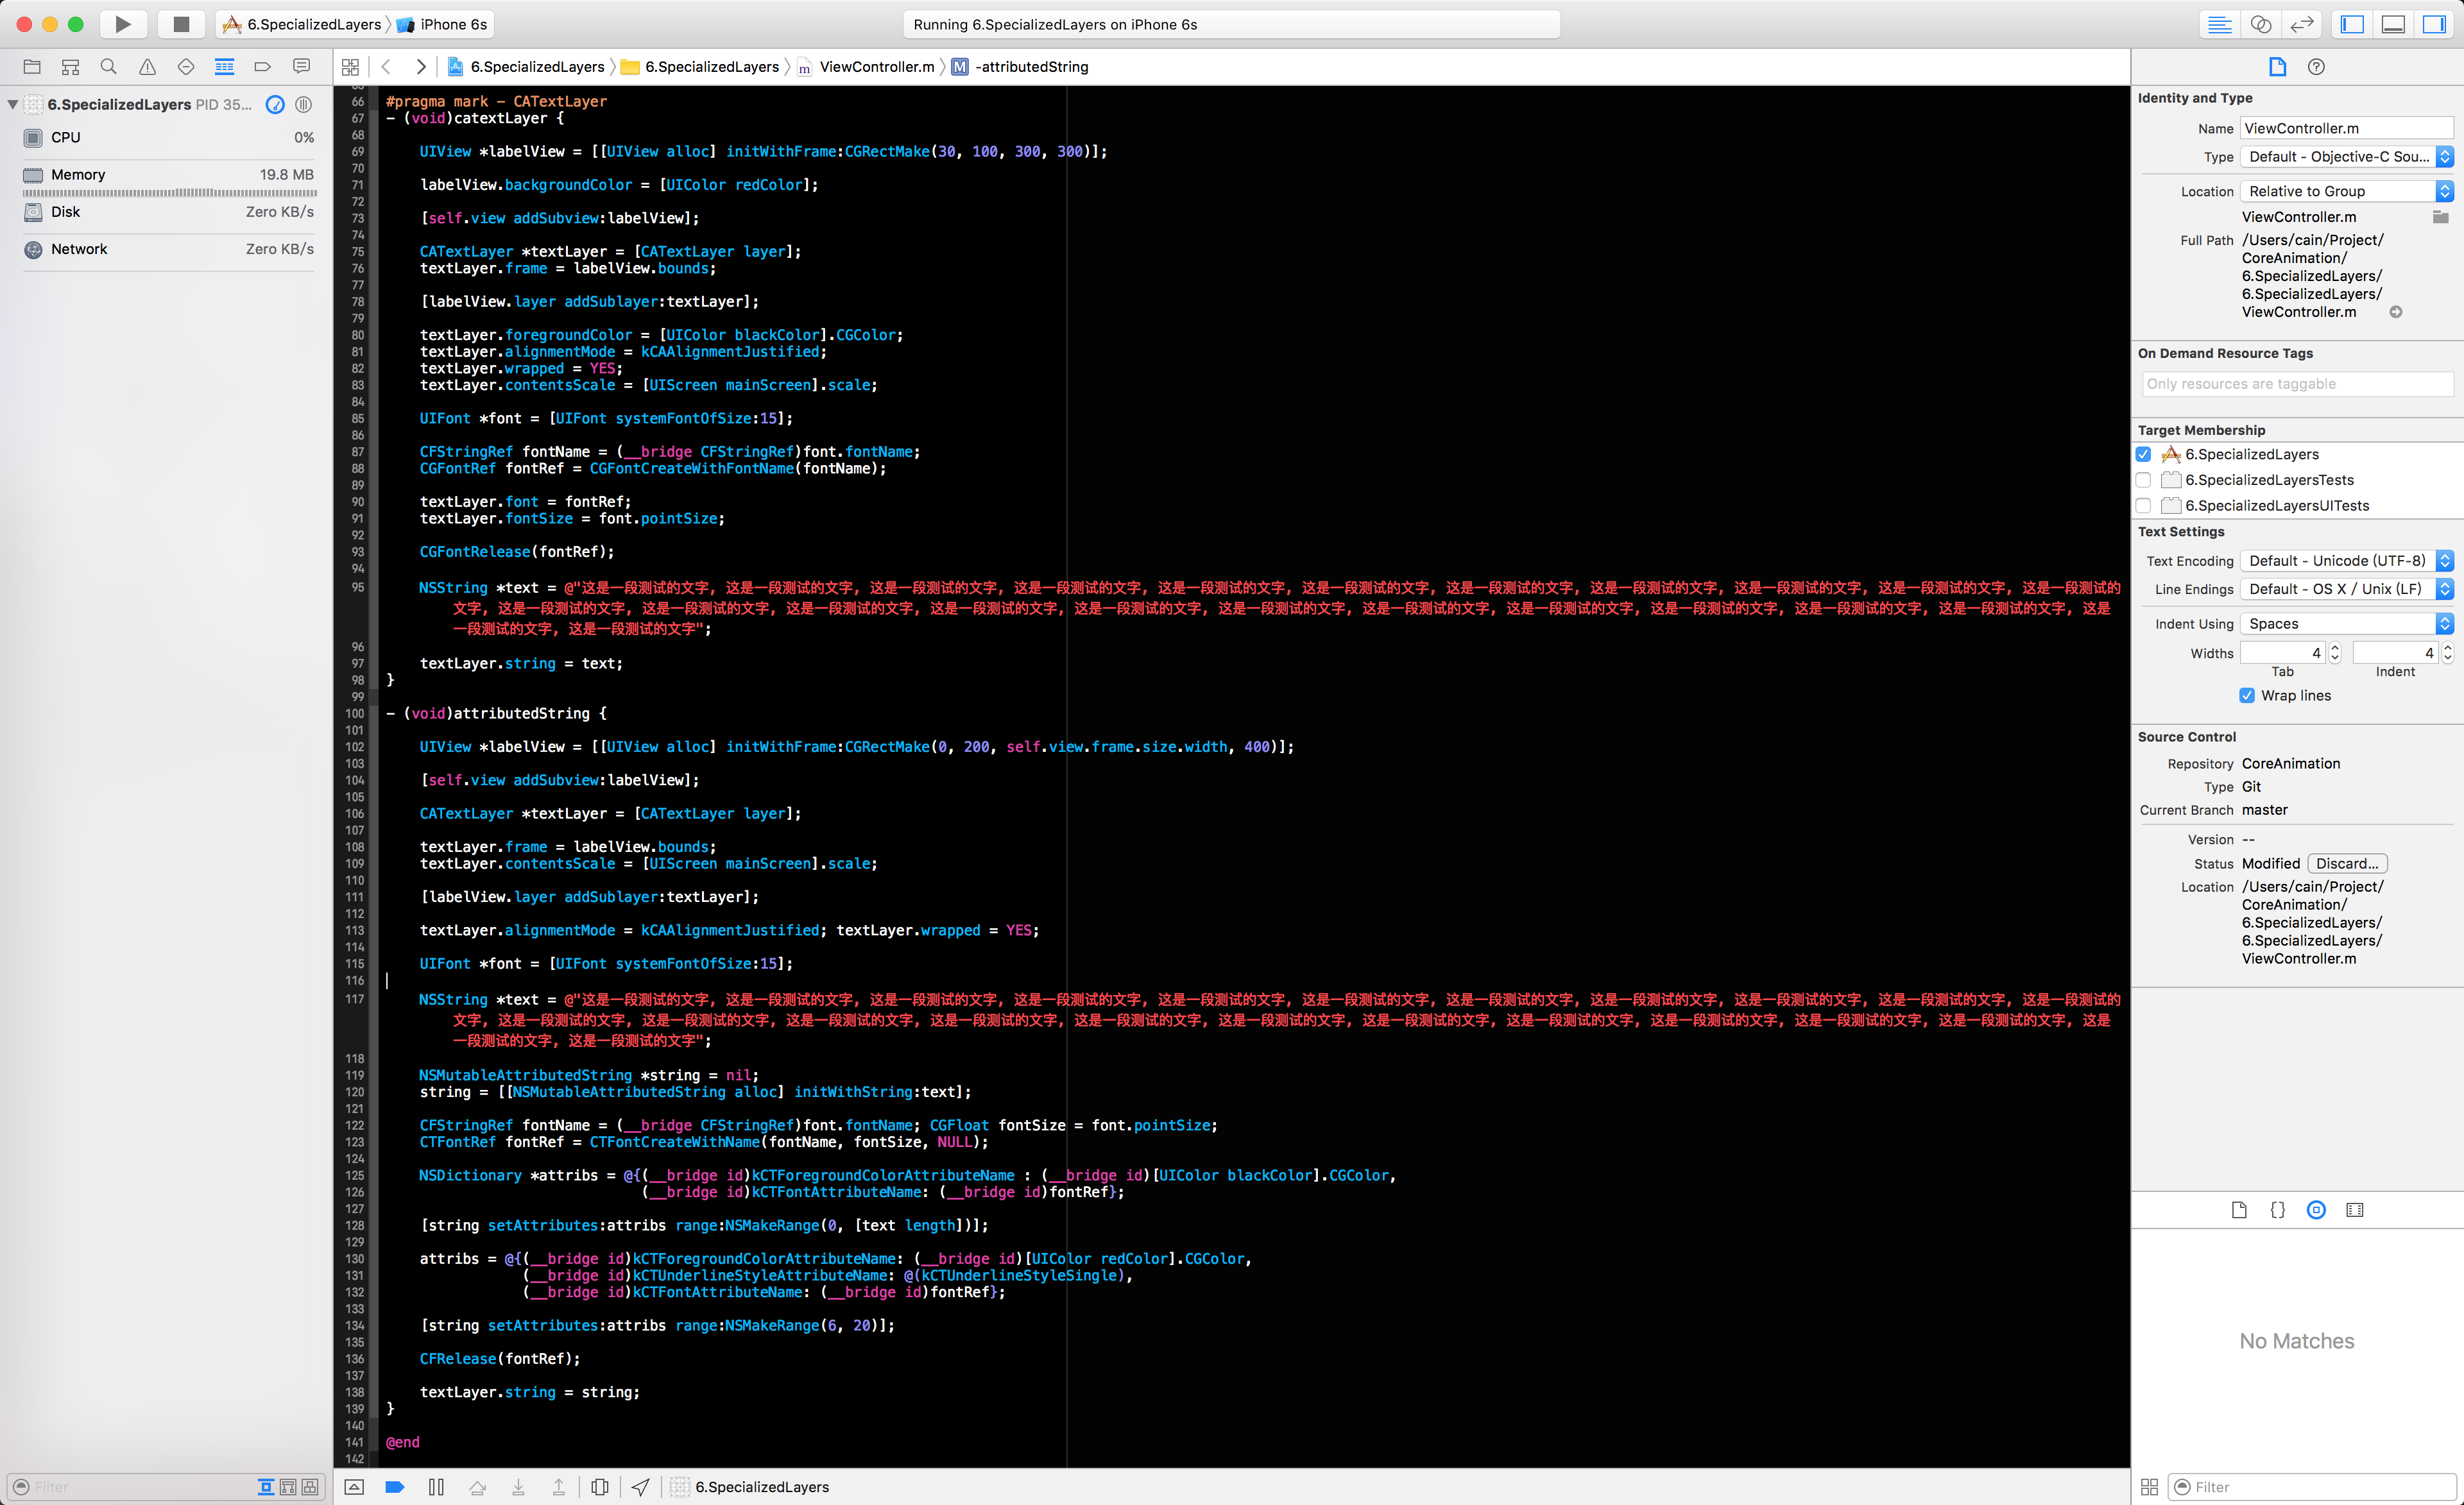 6.SpecializedLayers 〉 iPhone 6s
Running 6.SpecializedLayers on iPhone 6s
6.SpecializedLayers 〉 6.SpecializedLayers 〉 m ViewController.m 〉 M -attributedString
6.SpecializedLayers PID 35...
CPU 0%
Memory 19.8 MB
Disk Zero KB/s
Network Zero KB/s
Filter
66 #pragma mark - CATextLayer
67 - (void)catextLayer {
68
69 UIView *labelView = [[UIView alloc] initWithFrame:CGRectMake(30, 100, 300, 300)];
70
71 labelView.backgroundColor = [UIColor redColor];
72
73 [self.view addSubview:labelView];
74
75 CATextLayer *textLayer = [CATextLayer layer];
76 textLayer.frame = labelView.bounds;
77
78 [labelView.layer addSublayer:textLayer];
79
80 textLayer.foregroundColor = [UIColor blackColor].CGColor;
81 textLayer.alignmentMode = kCAAlignmentJustified;
82 textLayer.wrapped = YES;
83 textLayer.contentsScale = [UIScreen mainScreen].scale;
84
85 UIFont *font = [UIFont systemFontOfSize:15];
86
87 CFStringRef fontName = (__bridge CFStringRef)font.fontName;
88 CGFontRef fontRef = CGFontCreateWithFontName(fontName);
89
90 textLayer.font = fontRef;
91 textLayer.fontSize = font.pointSize;
92
93 CGFontRelease(fontRef);
94
95 NSString *text = @"这是一段测试的文字, 这是一段测试的文字, 这是一段测试的文字, 这是一段测试的文字, 这是一段测试的文字, 这是一段测试的文字, 这是一段测试的文字, 这是一段测试的文字, 这是一段测试的文字, 这是一段测试的文字, 这是一段测试的
文字, 这是一段测试的文字, 这是一段测试的文字, 这是一段测试的文字, 这是一段测试的文字, 这是一段测试的文字, 这是一段测试的文字, 这是一段测试的文字, 这是一段测试的文字, 这是一段测试的文字, 这是一段测试的文字, 这是一段测试的文字, 这是
一段测试的文字, 这是一段测试的文字";
96
97 textLayer.string = text;
98 }
99
100 - (void)attributedString {
101
102 UIView *labelView = [[UIView alloc] initWithFrame:CGRectMake(0, 200, self.view.frame.size.width, 400)];
103
104 [self.view addSubview:labelView];
105
106 CATextLayer *textLayer = [CATextLayer layer];
107
108 textLayer.frame = labelView.bounds;
109 textLayer.contentsScale = [UIScreen mainScreen].scale;
110
111 [labelView.layer addSublayer:textLayer];
112
113 textLayer.alignmentMode = kCAAlignmentJustified; textLayer.wrapped = YES;
114
115 UIFont *font = [UIFont systemFontOfSize:15];
116
117 NSString *text = @"这是一段测试的文字, 这是一段测试的文字, 这是一段测试的文字, 这是一段测试的文字, 这是一段测试的文字, 这是一段测试的文字, 这是一段测试的文字, 这是一段测试的文字, 这是一段测试的文字, 这是一段测试的文字, 这是一段测试的
文字, 这是一段测试的文字, 这是一段测试的文字, 这是一段测试的文字, 这是一段测试的文字, 这是一段测试的文字, 这是一段测试的文字, 这是一段测试的文字, 这是一段测试的文字, 这是一段测试的文字, 这是一段测试的文字, 这是一段测试的文字, 这是
一段测试的文字, 这是一段测试的文字";
118
119 NSMutableAttributedString *string = nil;
120 string = [[NSMutableAttributedString alloc] initWithString:text];
121
122 CFStringRef fontName = (__bridge CFStringRef)font.fontName; CGFloat fontSize = font.pointSize;
123 CTFontRef fontRef = CTFontCreateWithName(fontName, fontSize, NULL);
124
125 NSDictionary *attribs = @{(__bridge id)kCTForegroundColorAttributeName : (__bridge id)[UIColor blackColor].CGColor,
126 (__bridge id)kCTFontAttributeName: (__bridge id)fontRef};
127
128 [string setAttributes:attribs range:NSMakeRange(0, [text length])];
129
130 attribs = @{(__bridge id)kCTForegroundColorAttributeName: (__bridge id)[UIColor redColor].CGColor,
131 (__bridge id)kCTUnderlineStyleAttributeName: @(kCTUnderlineStyleSingle),
132 (__bridge id)kCTFontAttributeName: (__bridge id)fontRef};
133
134 [string setAttributes:attribs range:NSMakeRange(6, 20)];
135
136 CFRelease(fontRef);
137
138 textLayer.string = string;
139 }
140
141 @end
142
6.SpecializedLayers
Identity and Type
Name ViewController.m
Type Default - Objective-C Sou...
Location Relative to Group
ViewController.m
Full Path /Users/cain/Project/
CoreAnimation/
6.SpecializedLayers/
6.SpecializedLayers/
ViewController.m
On Demand Resource Tags
Only resources are taggable
Target Membership
6.SpecializedLayers
6.SpecializedLayersTests
6.SpecializedLayersUITests
Text Settings
Text Encoding Default - Unicode (UTF-8)
Line Endings Default - OS X / Unix (LF)
Indent Using Spaces
Widths 4 4
Tab Indent
Wrap lines
Source Control
Repository CoreAnimation
Type Git
Current Branch master
Version --
Status Modified Discard...
Location /Users/cain/Project/
CoreAnimation/
6.SpecializedLayers/
6.SpecializedLayers/
ViewController.m
{}
No Matches
Filter